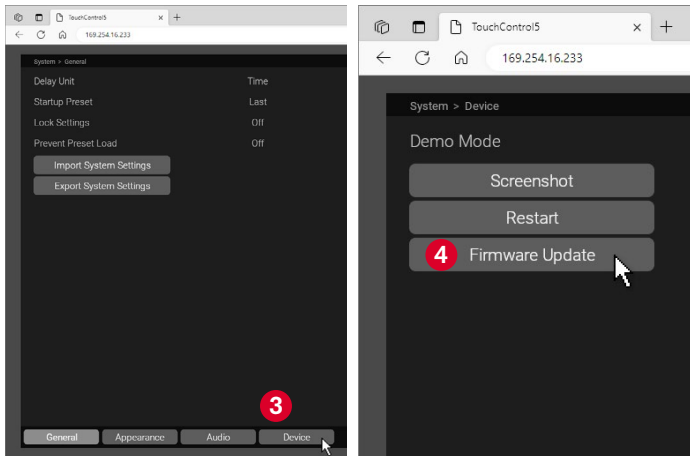 TouchControl5
169.254.16.233
System > General
Delay Unit Time
Startup Preset Last
Lock Settings Off
Prevent Preset Load Off
Import System Settings
Export System Settings
3
General Appearance Audio Device
TouchControl5
169.254.16.233
System > Device
Demo Mode
Screenshot
Restart
4 Firmware Update